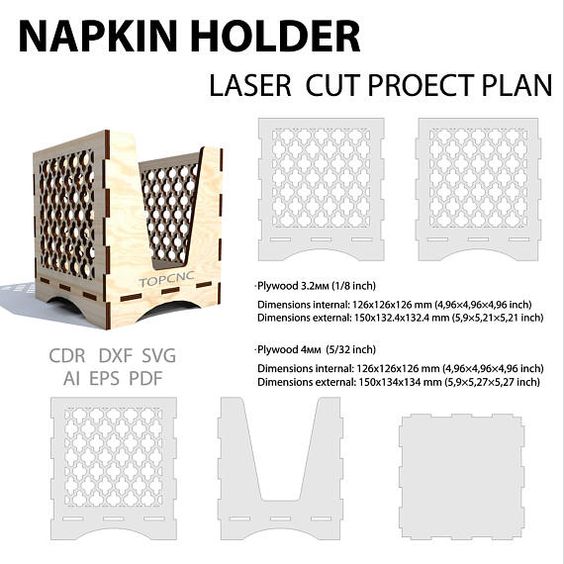 NAPKIN HOLDER
LASER CUT PROECT PLAN
TOPCNC
·Plywood 3.2мм (1/8 inch)
Dimensions internal: 126x126x126 mm (4,96×4,96×4,96 inch)
Dimensions external: 150x132.4x132.4 mm (5,9×5,21×5,21 inch)
·Plywood 4мм (5/32 inch)
Dimensions internal: 126x126x126 mm (4,96×4,96×4,96 inch)
Dimensions external: 150x134x134 mm (5,9×5,27×5,27 inch)
CDR DXF SVG
AI EPS PDF